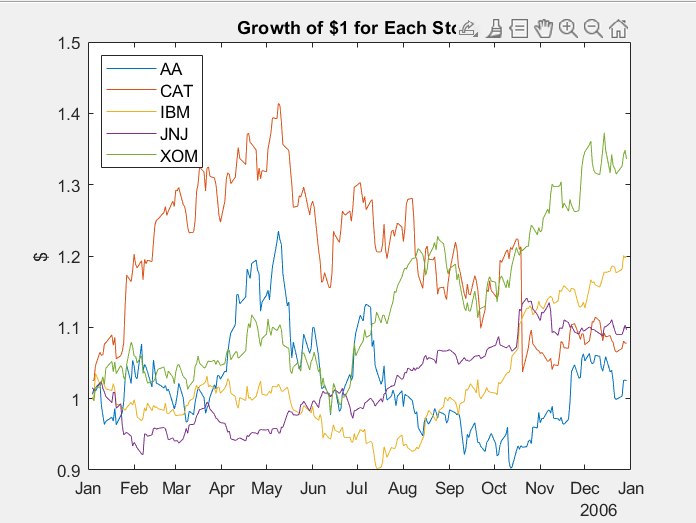 Growth of $1 for Each Sto
1.5
AA
CAT
IBM
JNJ
XOM
1.4
1.3
1.2
$
1.1
1
0.9
Jan Feb Mar Apr May Jun Jul Aug Sep Oct Nov Dec Jan
2006